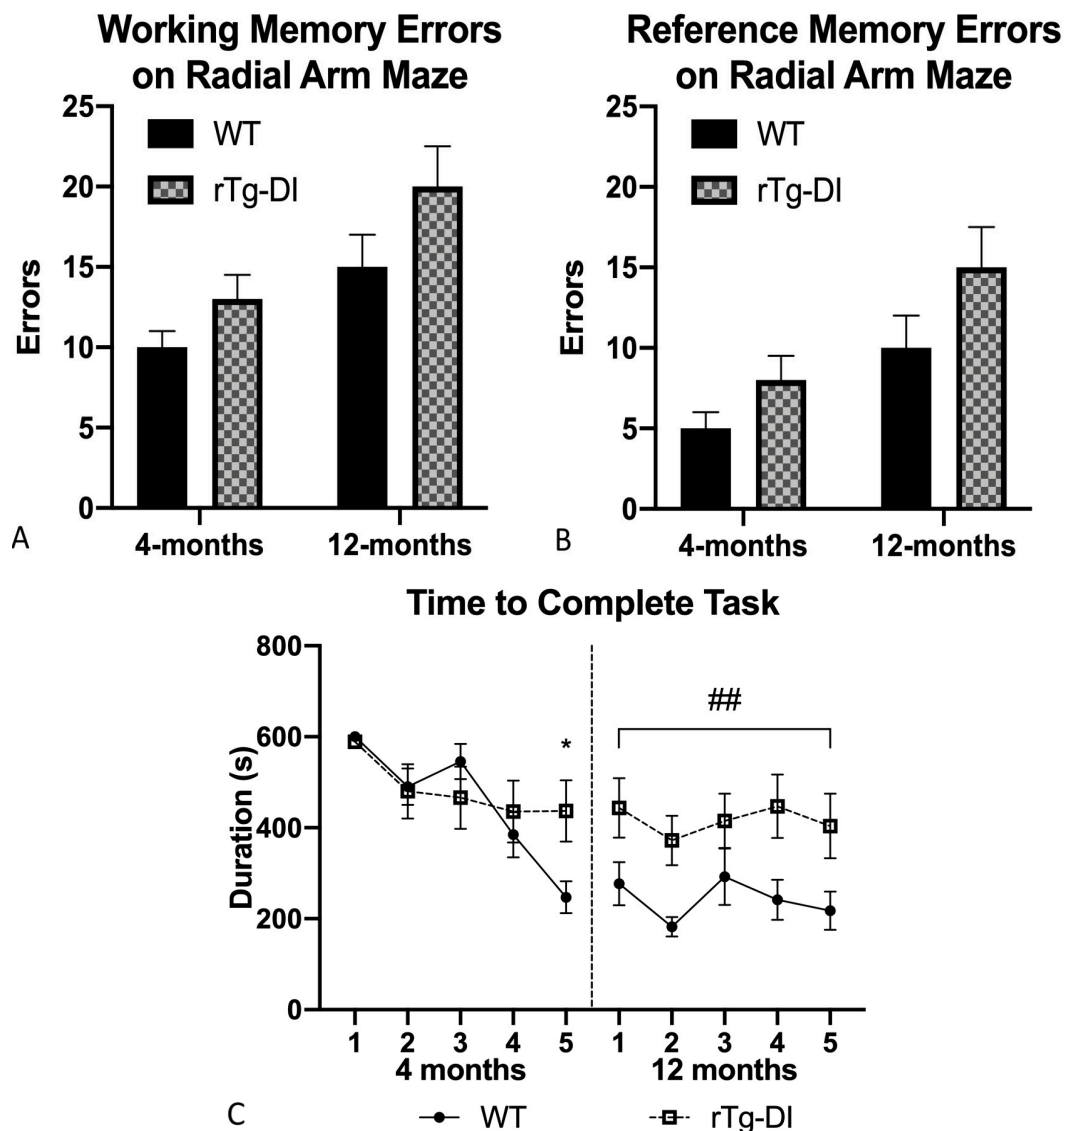 Working Memory Errors
on Radial Arm Maze
25
20
15
10
5
0
Errors
WT
rTg-DI
4-months
12-months
A
Reference Memory Errors
on Radial Arm Maze
25
20
15
10
5
0
Errors
WT
rTg-DI
4-months
12-months
B
Time to Complete Task
800
600
400
200
0
Duration (s)
*
##
1 2 3 4 5 1 2 3 4 5
4 months 12 months
C
WT
rTg-DI